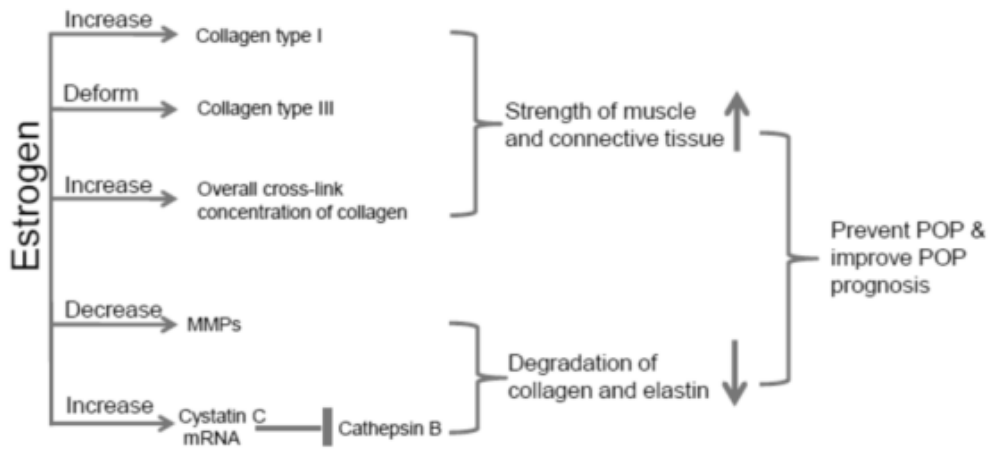 Estrogen
Increase
Collagen type I
Deform
Collagen type III
Increase
Overall cross-link
concentration of collagen
Strength of muscle
and connective tissue
Decrease
MMPs
Increase
Cystatin C
mRNA
Cathepsin B
Degradation of
collagen and elastin
Prevent POP &
improve POP
prognosis